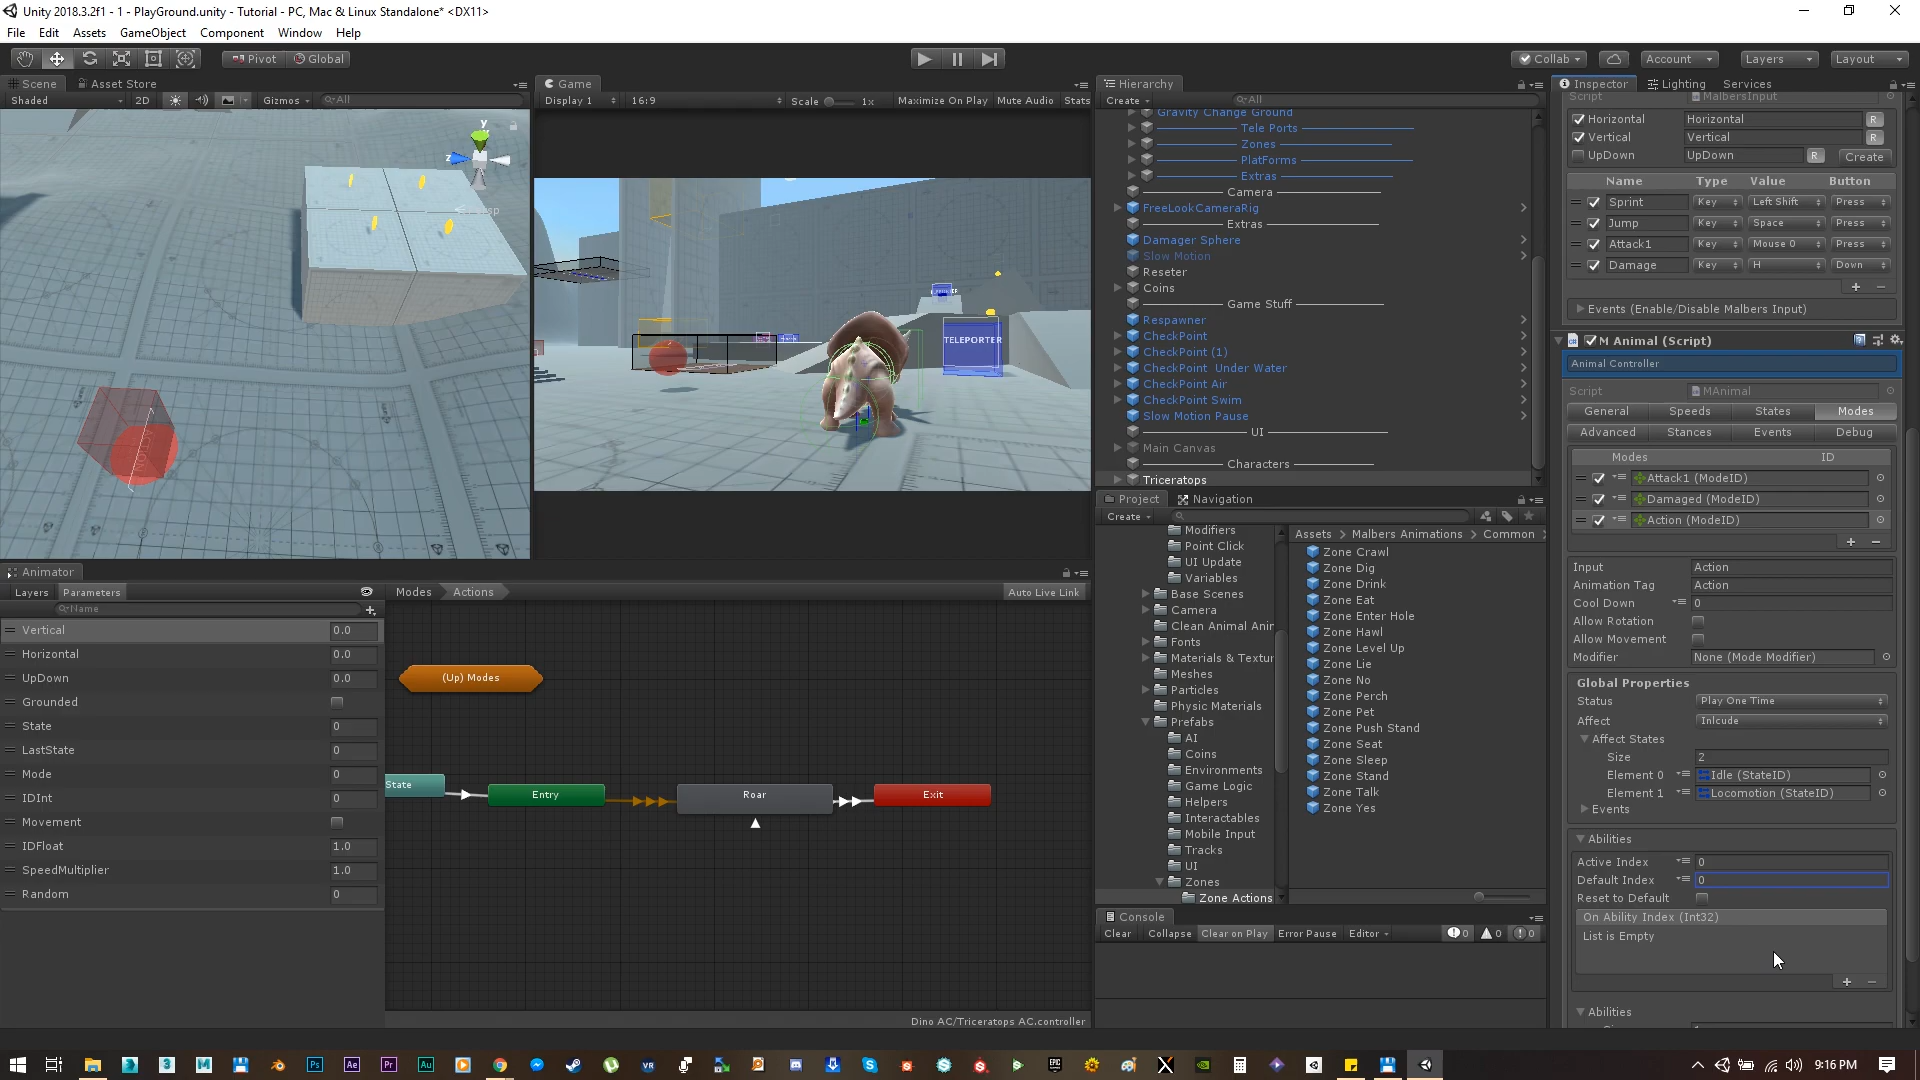 Unity 2018.3.2f1 - 1 - PlayGround.unity - Tutorial - PC, Mac & Linux Standalone* <DX11>
File Edit Assets GameObject Component Window Help
Pivot Global
Collab Account Layers Layout
Scene Asset Store
Shaded 2D Gizmos All
y
z
Persp
Game
Display 1 16:9 Scale 1x Maximize On Play Mute Audio Stats
TELEPORTER
Hierarchy
Create All
Gravity Change Ground
Tele Ports
Zones
PlatForms
Extras
Camera
FreeLookCameraRig
Extras
Damager Sphere
Slow Motion
Reseter
Coins
Game Stuff
Respawner
CheckPoint
CheckPoint (1)
CheckPoint Under Water
CheckPoint Air
CheckPoint Swim
Slow Motion Pause
UI
Main Canvas
Characters
Triceratops
Project Navigation
Create
Modifiers
Point Click
UI Update
Variables
Base Scenes
Camera
Clean Animal Anir
Fonts
Materials & Textur
Meshes
Particles
Physic Materials
Prefabs
AI
Coins
Environments
Game Logic
Helpers
Interactables
Mobile Input
Tracks
UI
Zones
Zone Actions
Assets > Malbers Animations > Common >
Zone Crawl
Zone Dig
Zone Drink
Zone Eat
Zone Enter Hole
Zone Hawl
Zone Level Up
Zone Lie
Zone No
Zone Perch
Zone Pet
Zone Push Stand
Zone Seat
Zone Sleep
Zone Stand
Zone Talk
Zone Yes
Console
Clear Collapse Clear on Play Error Pause Editor 0 0 0
Animator
Layers Parameters
Name
Vertical 0.0
Horizontal 0.0
UpDown 0.0
Grounded
State 0
LastState 0
Mode 0
IDInt 0
Movement
IDFloat 1.0
SpeedMultiplier 1.0
Random 0
Modes Actions Auto Live Link
(Up) Modes
State
Entry
Roar
Exit
Dino AC/Triceratops AC.controller
Inspector Lighting Services
Script MalbersInput
Horizontal Horizontal R
Vertical Vertical R
UpDown UpDown R Create
Name Type Value Button
Sprint Key Left Shift Press
Jump Key Space Press
Attack1 Key Mouse 0 Press
Damage Key H Down
Events (Enable/Disable Malbers Input)
M Animal (Script)
Animal Controller
Script MAnimal
General Speeds States Modes
Advanced Stances Events Debug
Modes ID
Attack1 (ModeID)
Damaged (ModeID)
Action (ModeID)
Input Action
Animation Tag Action
Cool Down 0
Allow Rotation
Allow Movement
Modifier None (Mode Modifier)
Global Properties
Status Play One Time
Affect Inlcude
Affect States
Size 2
Element 0 Idle (StateID)
Element 1 Locomotion (StateID)
Events
Abilities
Active Index 0
Default Index 0
Reset to Default
On Ability Index (Int32)
List is Empty
Abilities
9:16 PM